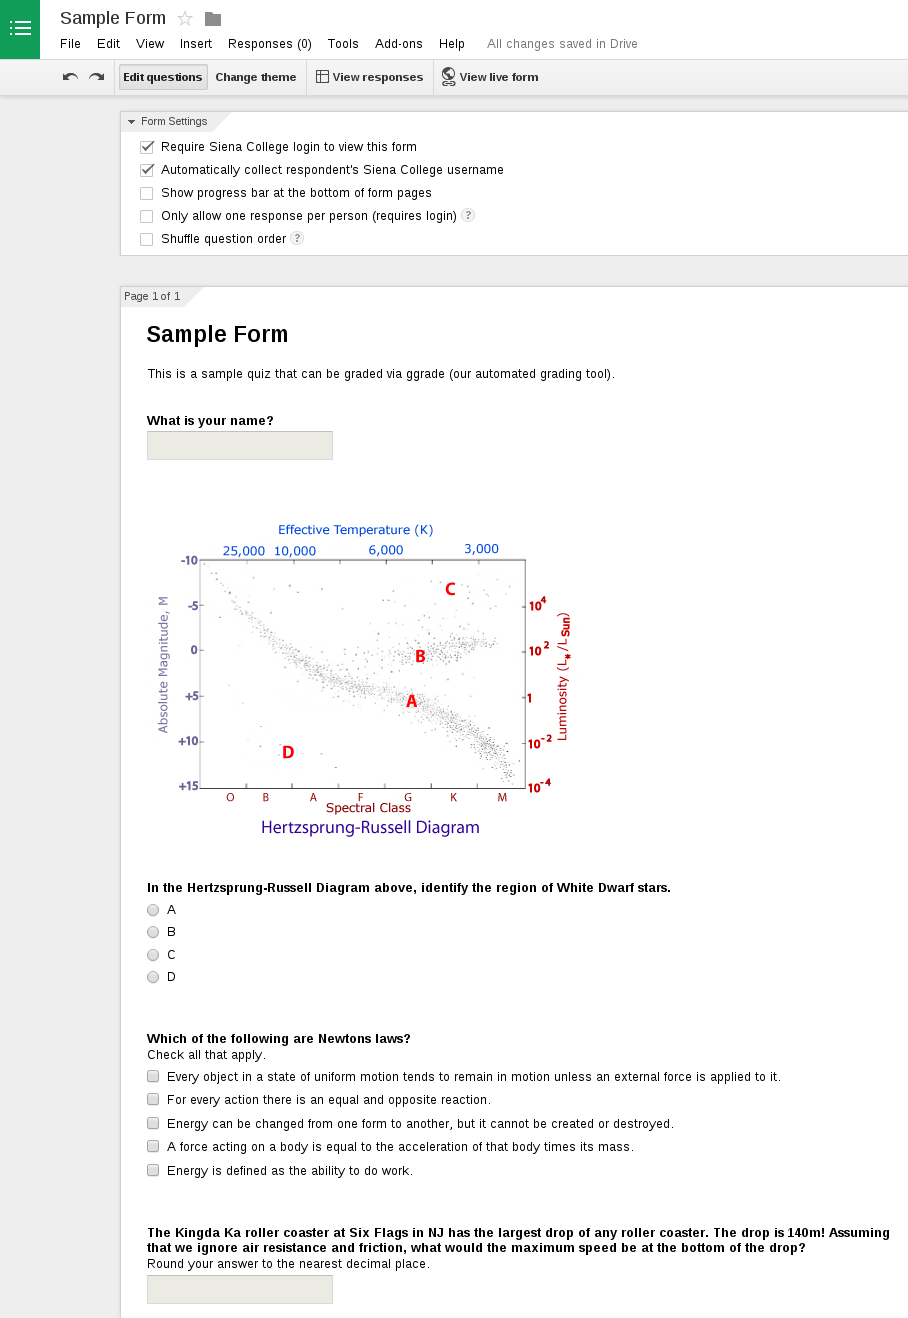 Sample Form
File Edit View Insert Responses (0) Tools Add-ons Help All changes saved in Drive
Edit questions Change theme View responses View live form
Form Settings
Require Siena College login to view this form
Automatically collect respondent's Siena College username
Show progress bar at the bottom of form pages
Only allow one response per person (requires login) ?
Shuffle question order ?
Page 1 of 1
Sample Form
This is a sample quiz that can be graded via ggrade (our automated grading tool).
What is your name?
Effective Temperature (K)
25,000 10,000 6,000 3,000
-10
-5
0
+5
+10
+15
Absolute Magnitude, M
A
B
C
D
10^4
10^2
1
10^-2
10^-4
Luminosity (L*/LSun)
O B A F G K M
Spectral Class
Hertzsprung-Russell Diagram
In the Hertzsprung-Russell Diagram above, identify the region of White Dwarf stars.
A
B
C
D
Which of the following are Newtons laws?
Check all that apply.
Every object in a state of uniform motion tends to remain in motion unless an external force is applied to it.
For every action there is an equal and opposite reaction.
Energy can be changed from one form to another, but it cannot be created or destroyed.
A force acting on a body is equal to the acceleration of that body times its mass.
Energy is defined as the ability to do work.
The Kingda Ka roller coaster at Six Flags in NJ has the largest drop of any roller coaster. The drop is 140m! Assuming
that we ignore air resistance and friction, what would the maximum speed be at the bottom of the drop?
Round your answer to the nearest decimal place.